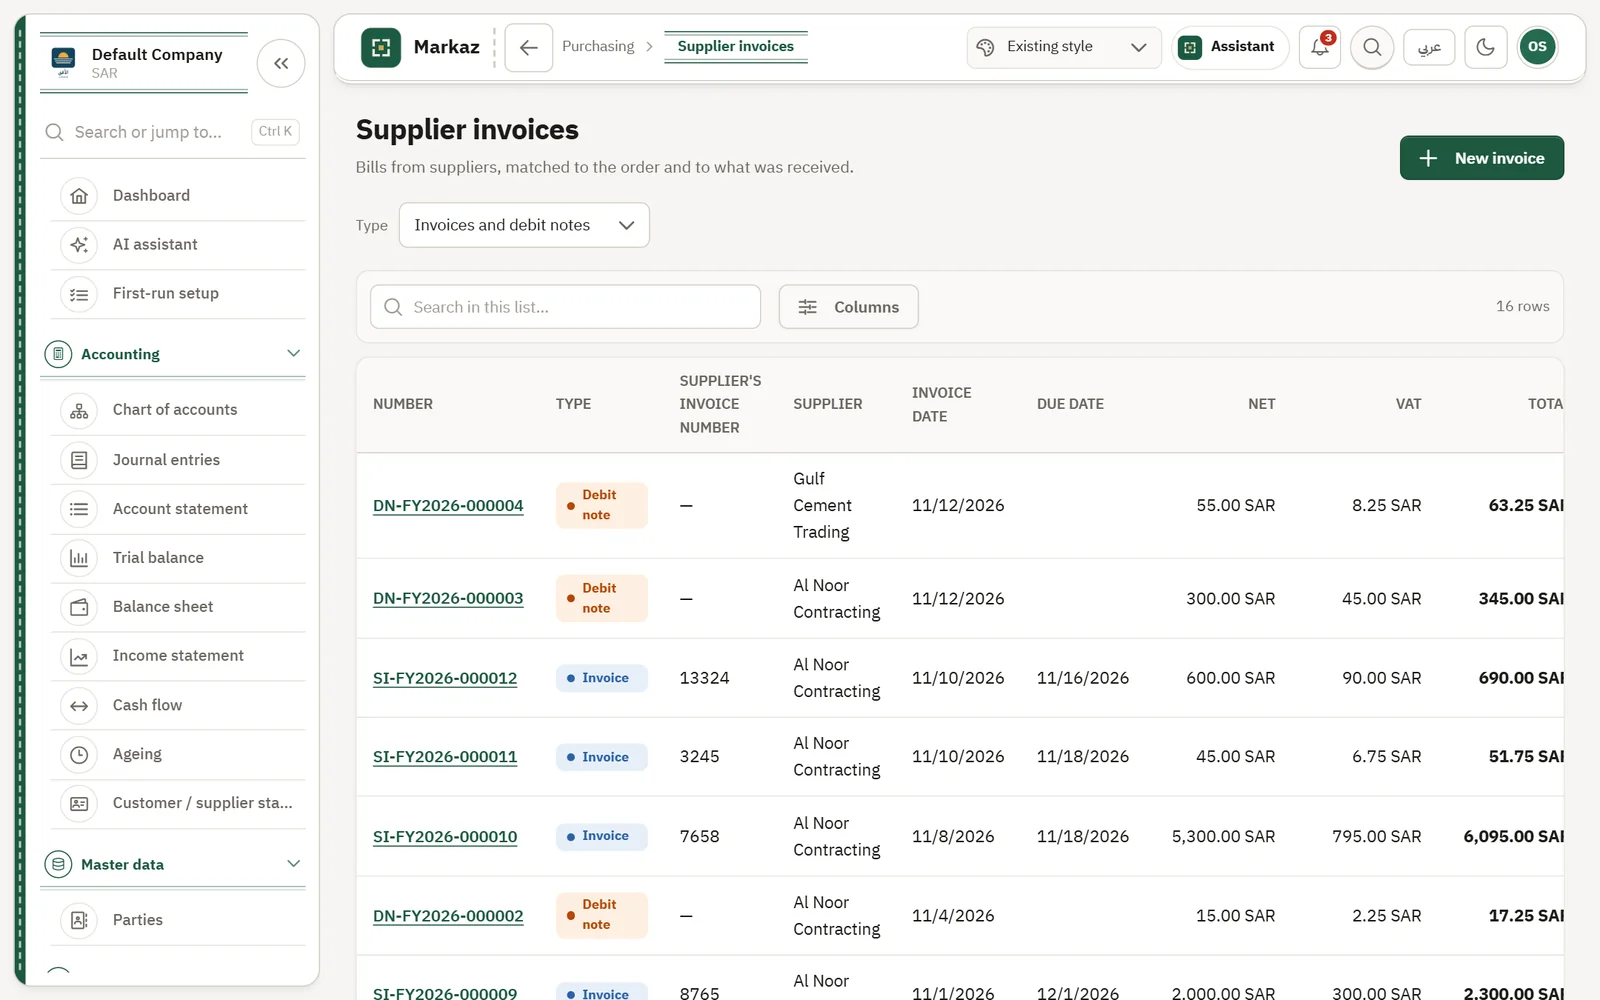 Default Company
SAR
Search or jump to...
Ctrl K
Dashboard
AI assistant
First-run setup
Accounting
Chart of accounts
Journal entries
Account statement
Trial balance
Balance sheet
Income statement
Cash flow
Ageing
Customer / supplier sta...
Master data
Parties
Markaz
Purchasing
Supplier invoices
Existing style
Assistant
3
عربي
OS
Supplier invoices
Bills from suppliers, matched to the order and to what was received.
New invoice
Type
Invoices and debit notes
Search in this list...
Columns
16 rows
NUMBER TYPE SUPPLIER'S INVOICE NUMBER SUPPLIER INVOICE DATE DUE DATE NET VAT TOTA
DN-FY2026-000004 Debit note — Gulf Cement Trading 11/12/2026 55.00 SAR 8.25 SAR 63.25 SAR
DN-FY2026-000003 Debit note — Al Noor Contracting 11/12/2026 300.00 SAR 45.00 SAR 345.00 SAR
SI-FY2026-000012 Invoice 13324 Al Noor Contracting 11/10/2026 11/16/2026 600.00 SAR 90.00 SAR 690.00 SAR
SI-FY2026-000011 Invoice 3245 Al Noor Contracting 11/10/2026 11/18/2026 45.00 SAR 6.75 SAR 51.75 SAR
SI-FY2026-000010 Invoice 7658 Al Noor Contracting 11/8/2026 11/18/2026 5,300.00 SAR 795.00 SAR 6,095.00 SAR
DN-FY2026-000002 Debit note — Al Noor Contracting 11/4/2026 15.00 SAR 2.25 SAR 17.25 SAR
SI-FY2026-000009 Invoice 8765 Al Noor 11/1/2026 12/1/2026 2,000.00 SAR 300.00 SAR 2,300.00 SAR